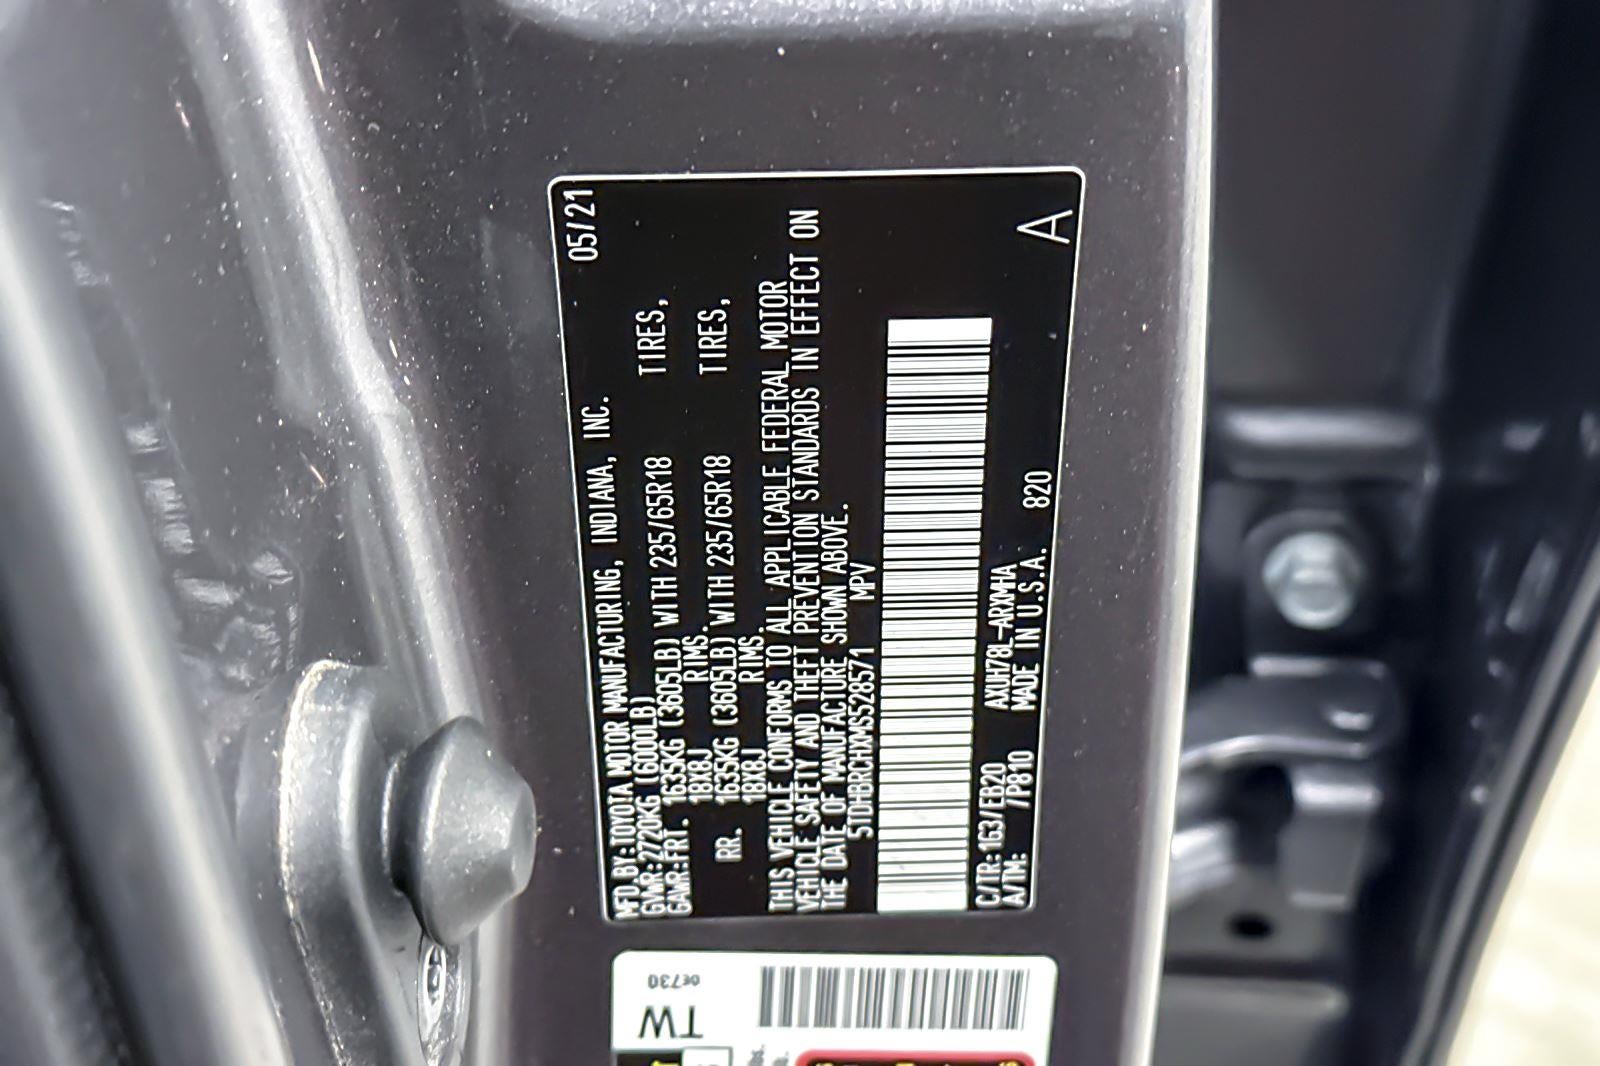 05/21
MFD.BY:TOYOTA MOTOR MANUFACTURING, INDIANA, INC.
GVWR:2720KG (6000LB)
GAWR:FRT. 1635KG (3605LB) WITH 235/65R18 TIRES,
18X8J RIMS.
RR. 1635KG (3605LB) WITH 235/65R18 TIRES,
18X8J RIMS.
THIS VEHICLE CONFORMS TO ALL APPLICABLE FEDERAL MOTOR
VEHICLE SAFETY AND THEFT PREVENTION STANDARDS IN EFFECT ON
THE DATE OF MANUFACTURE SHOWN ABOVE.
5TDHBRCHXMS528571 MPV
C/TR:1G3/EB20 AXUH78L-ARXMHA
A/TM: /P810 MADE IN U.S.A. 820 A
0E730
TW